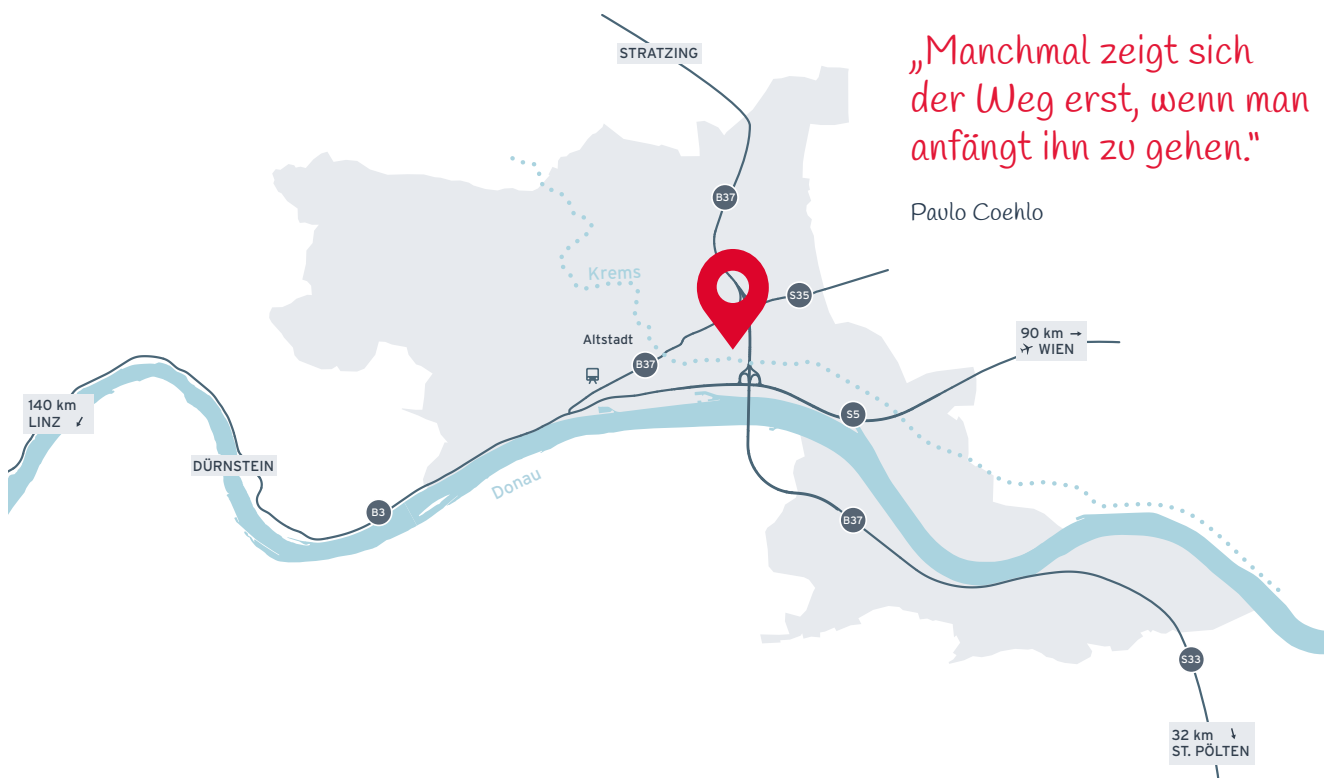 STRATZING
„Manchmal zeigt sich
der Weg erst, wenn man
anfängt ihn zu gehen."
Paulo Coehlo
B37
Krems
S35
Altstadt
90 km →
WIEN
B37
140 km
LINZ ↙
S5
DÜRNSTEIN
Donau
B3
B37
S33
32 km ↘
ST. PÖLTEN